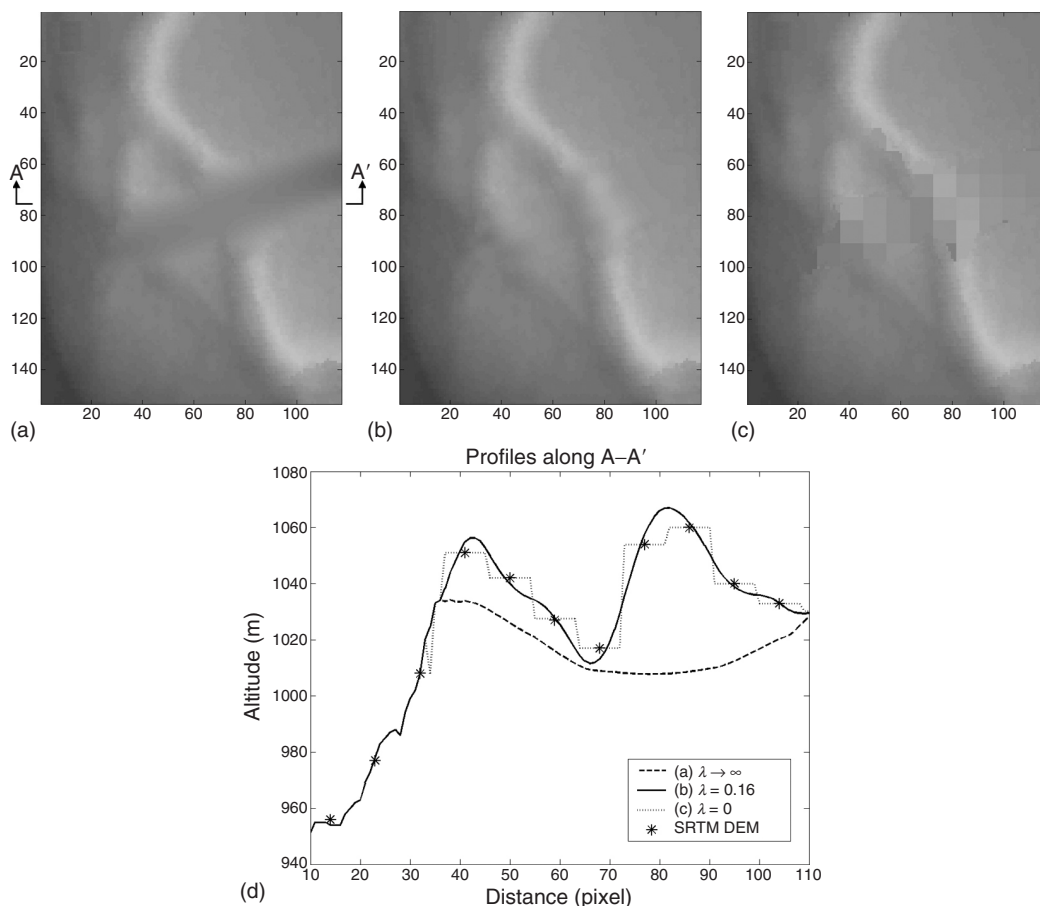 20
40
60
80
100
120
140
20 40 60 80 100
(a)
A
A′
20
40
60
80
100
120
140
20 40 60 80 100
(b)
20
40
60
80
100
120
140
20 40 60 80 100
(c)
Profiles along A–A′
1080
1060
1040
1020
1000
980
960
940
Altitude (m)
10 20 30 40 50 60 70 80 90 100 110
Distance (pixel)
(a) λ → ∞
(b) λ = 0.16
(c) λ = 0
SRTM DEM
(d)